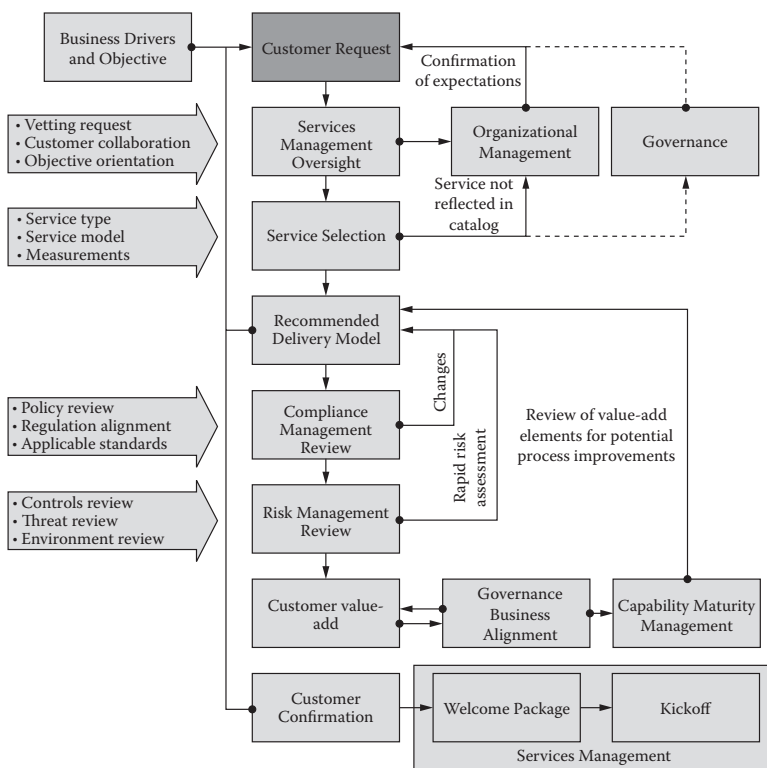 Business Drivers
and Objective
Customer Request
Confirmation
of expectations
• Vetting request
• Customer collaboration
• Objective orientation
Services
Management
Oversight
Organizational
Management
Governance
Service not
reflected in
catalog
• Service type
• Service model
• Measurements
Service Selection
Recommended
Delivery Model
Changes
• Policy review
• Regulation alignment
• Applicable standards
Compliance
Management
Review
Rapid risk
assessment
Review of value-add
elements for potential
process improvements
• Controls review
• Threat review
• Environment review
Risk Management
Review
Customer value-
add
Governance
Business
Alignment
Capability Maturity
Management
Customer
Confirmation
Welcome Package
Kickoff
Services Management